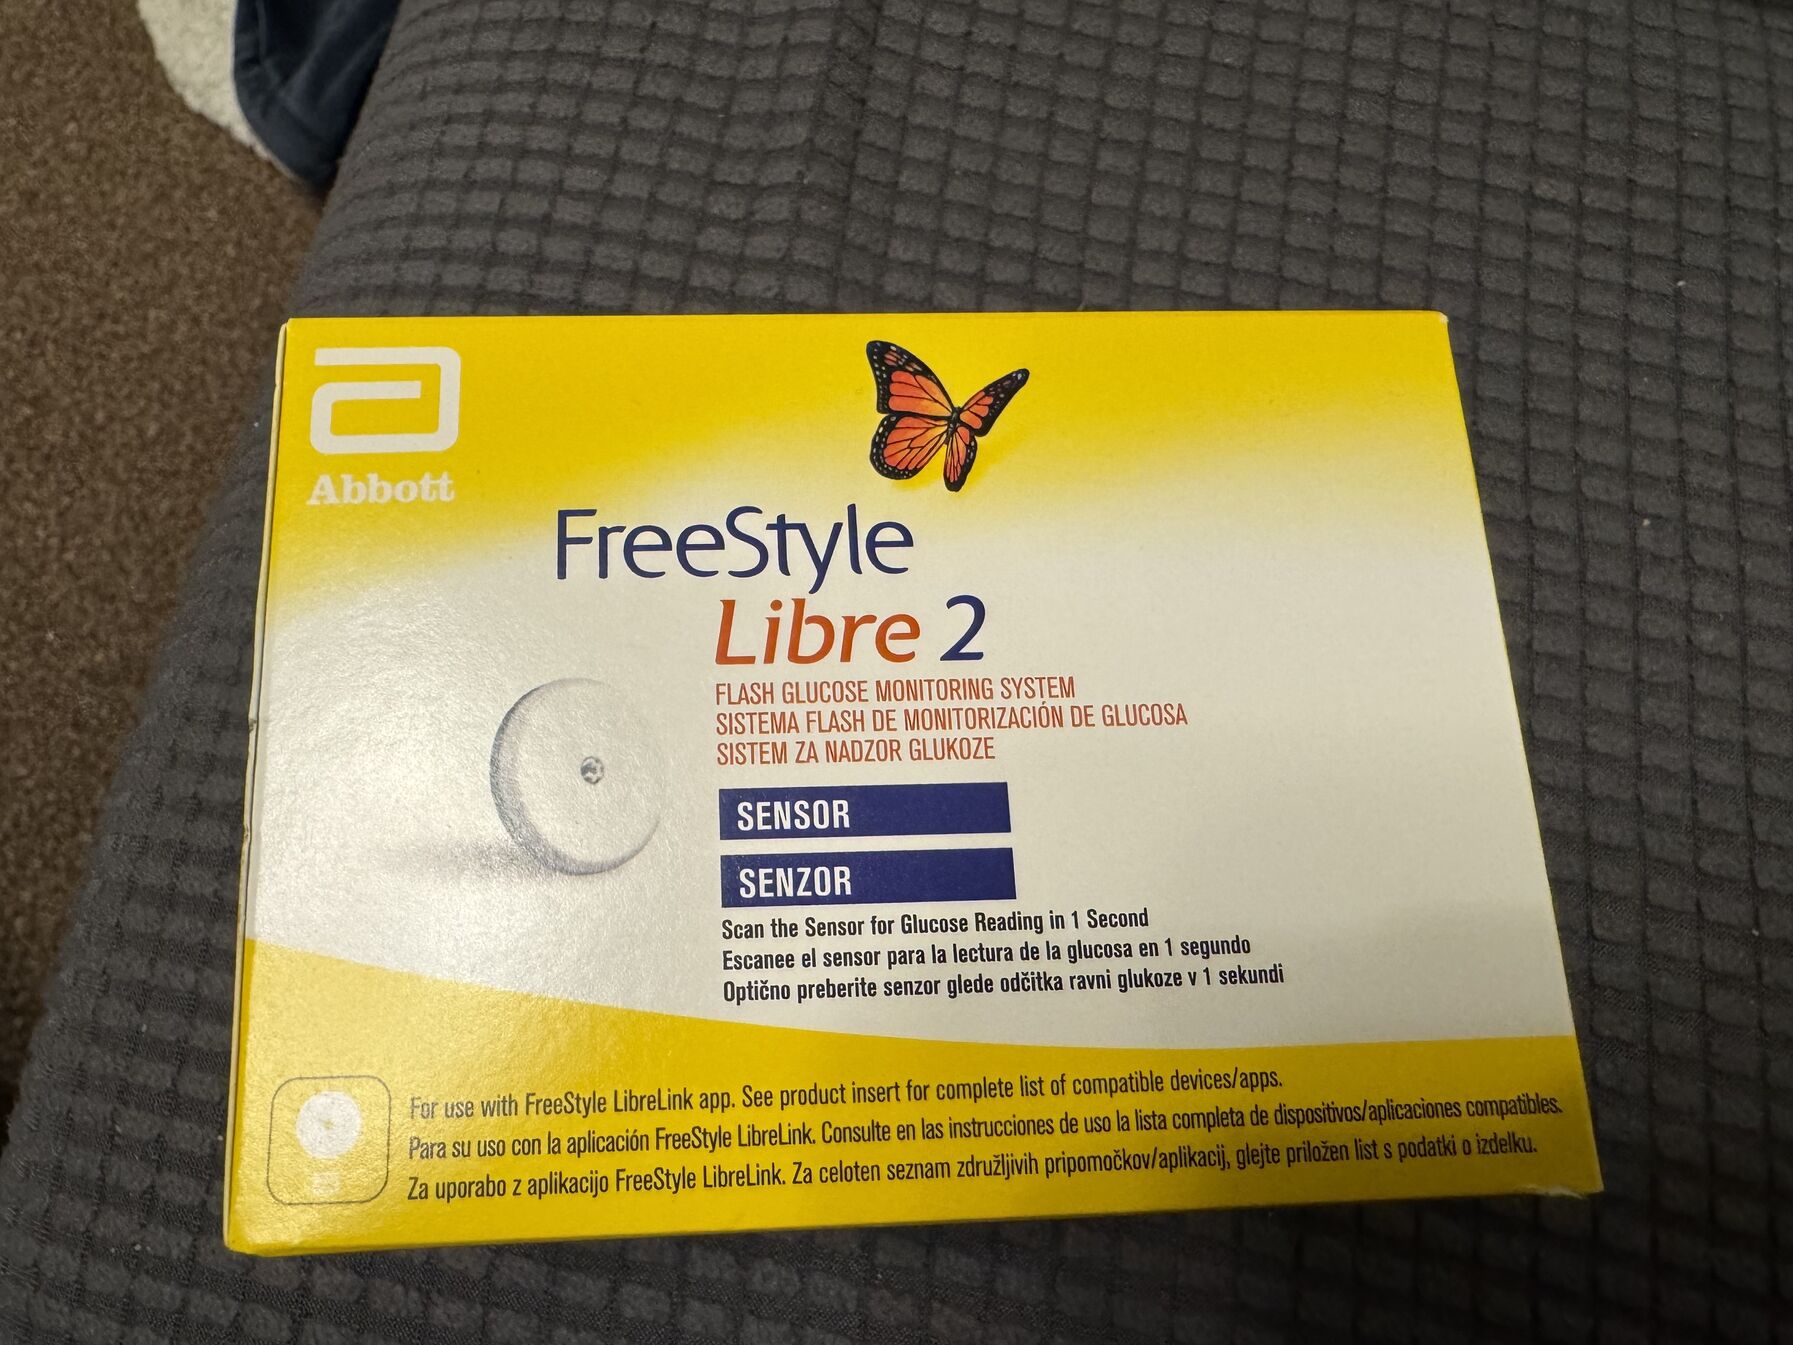 Abbott
FreeStyle
Libre 2
FLASH GLUCOSE MONITORING SYSTEM
SISTEMA FLASH DE MONITORIZACIÓN DE GLUCOSA
SISTEM ZA NADZOR GLUKOZE
SENSOR
SENZOR
Scan the Sensor for Glucose Reading in 1 Second
Escanee el sensor para la lectura de la glucosa en 1 segundo
Optično preberite senzor glede odčitka ravni glukoze v 1 sekundi
For use with FreeStyle LibreLink app. See product insert for complete list of compatible devices/apps.
Para su uso con la aplicación FreeStyle LibreLink. Consulte en las instrucciones de uso la lista completa de dispositivos/aplicaciones compatibles.
Za uporabo z aplikacijo FreeStyle LibreLink. Za celoten seznam združljivih pripomočkov/aplikacij, glejte priložen list s podatki o izdelku.